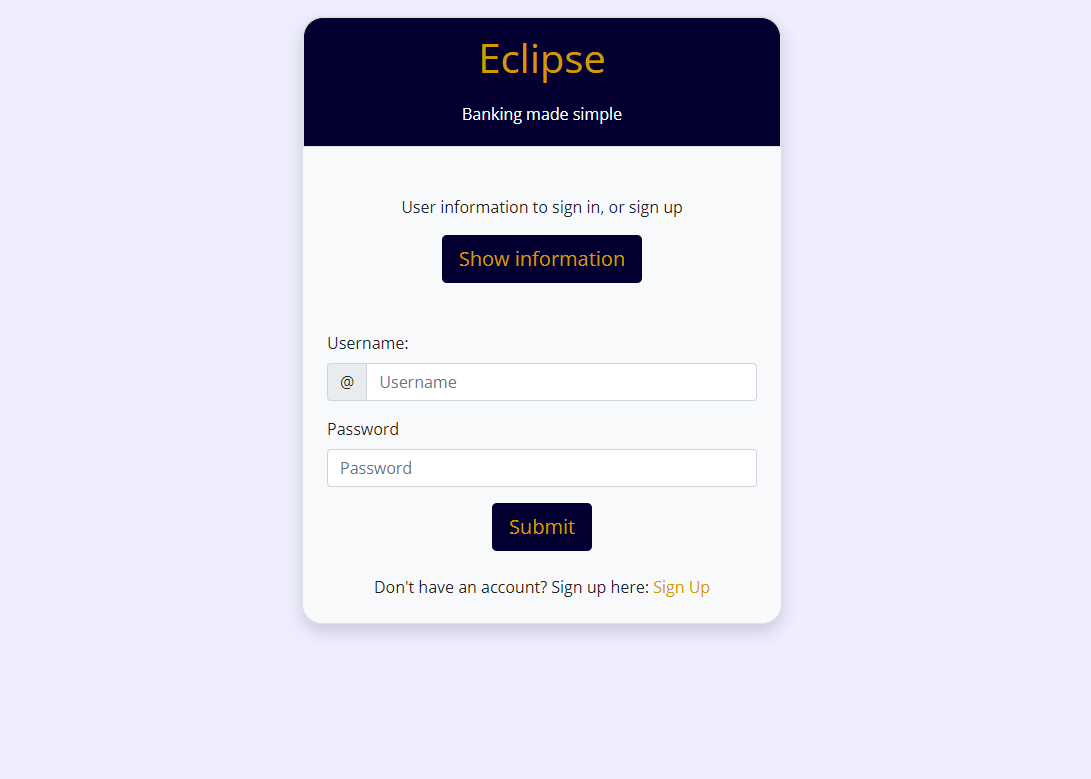 Eclipse
Banking made simple
User information to sign in, or sign up
Show information
Username:
@ Username
Password
Password
Submit
Don't have an account? Sign up here: Sign Up